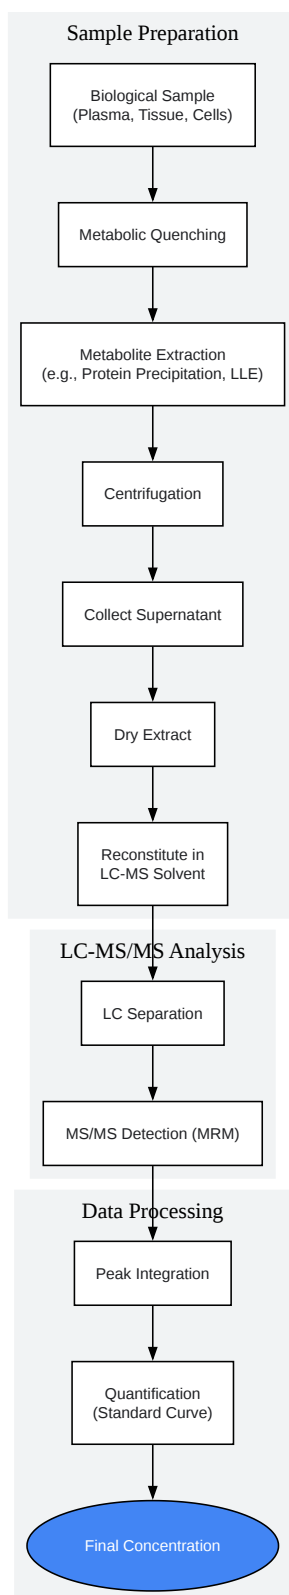 Sample Preparation
Biological Sample
(Plasma, Tissue, Cells)
Metabolic Quenching
Metabolite Extraction
(e.g., Protein Precipitation, LLE)
Centrifugation
Collect Supernatant
Dry Extract
Reconstitute in
LC-MS Solvent
LC-MS/MS Analysis
LC Separation
MS/MS Detection (MRM)
Data Processing
Peak Integration
Quantification
(Standard Curve)
Final Concentration